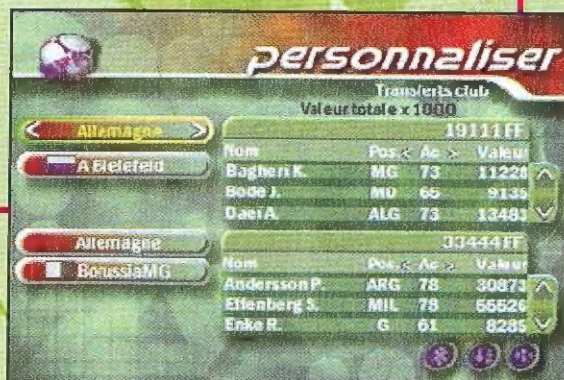 personnaliser
Transferts club
Valeur totale x 1000
< Allemagne >
19111FF
A Bielefeld
Nom Pos. < Ac > Valeur
Bagheri K. MG 73 11228
Bode J. MD 65 9135
Daei A. ALG 73 13483
Allemagne
33444FF
BorussiaMG
Nom Pos. < Ac > Valeur
Andersson P. ARG 78 30873
Effenberg S. MIL 78 55526
Enke R. G 61 8285